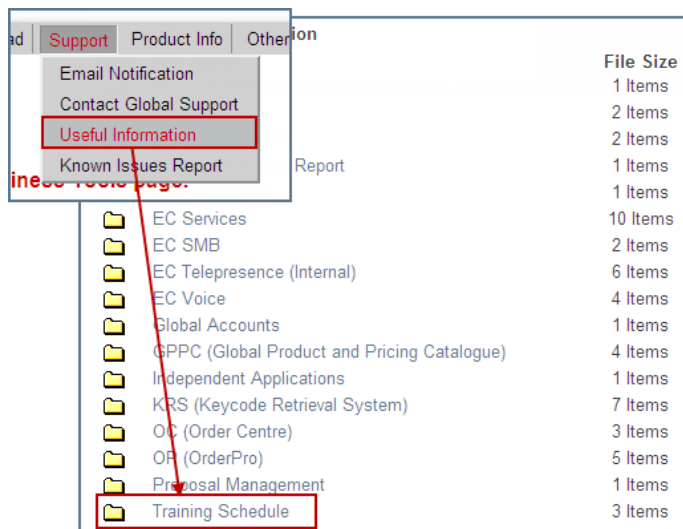 ad Support Product Info Other
Email Notification
Contact Global Support
Useful Information
Known Issues Report
iness Tools page.
ion
File Size
1 Items
2 Items
2 Items
Report 1 Items
1 Items
EC Services 10 Items
EC SMB 2 Items
EC Telepresence (Internal) 6 Items
EC Voice 4 Items
Global Accounts 1 Items
GPPC (Global Product and Pricing Catalogue) 4 Items
Independent Applications 1 Items
KRS (Keycode Retrieval System) 7 Items
OC (Order Centre) 3 Items
OP (OrderPro) 5 Items
Proposal Management 1 Items
Training Schedule 3 Items